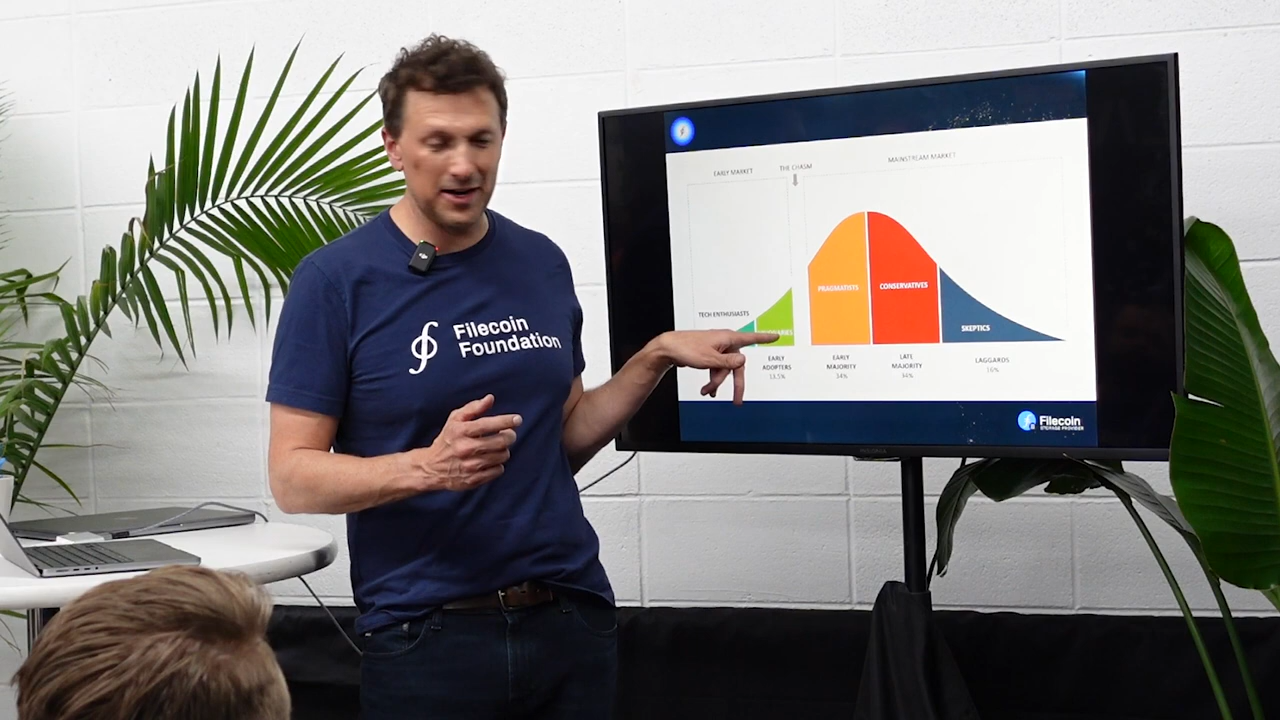 Filecoin
Foundation
EARLY MARKET
THE CHASM
MAINSTREAM MARKET
TECH ENTHUSIASTS
PRAGMATISTS
CONSERVATIVES
SKEPTICS
EARLY
ADOPTERS
13.5%
EARLY
MAJORITY
34%
LATE
MAJORITY
34%
LAGGARDS
16%
Filecoin
STORAGE PROVIDER
INSIGNIA